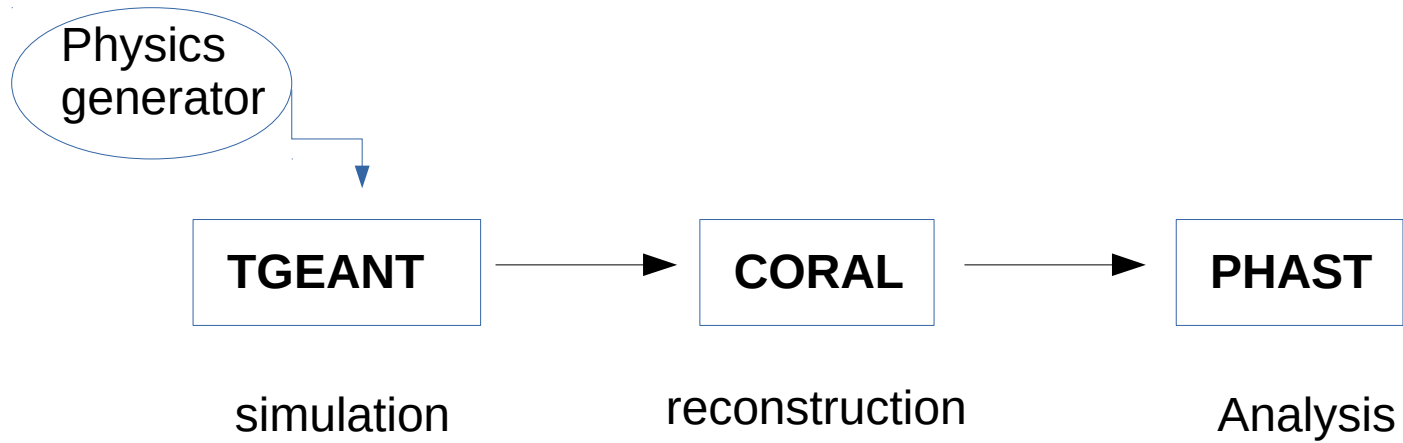 Physics
generator
TGEANT
CORAL
PHAST
simulation
reconstruction
Analysis